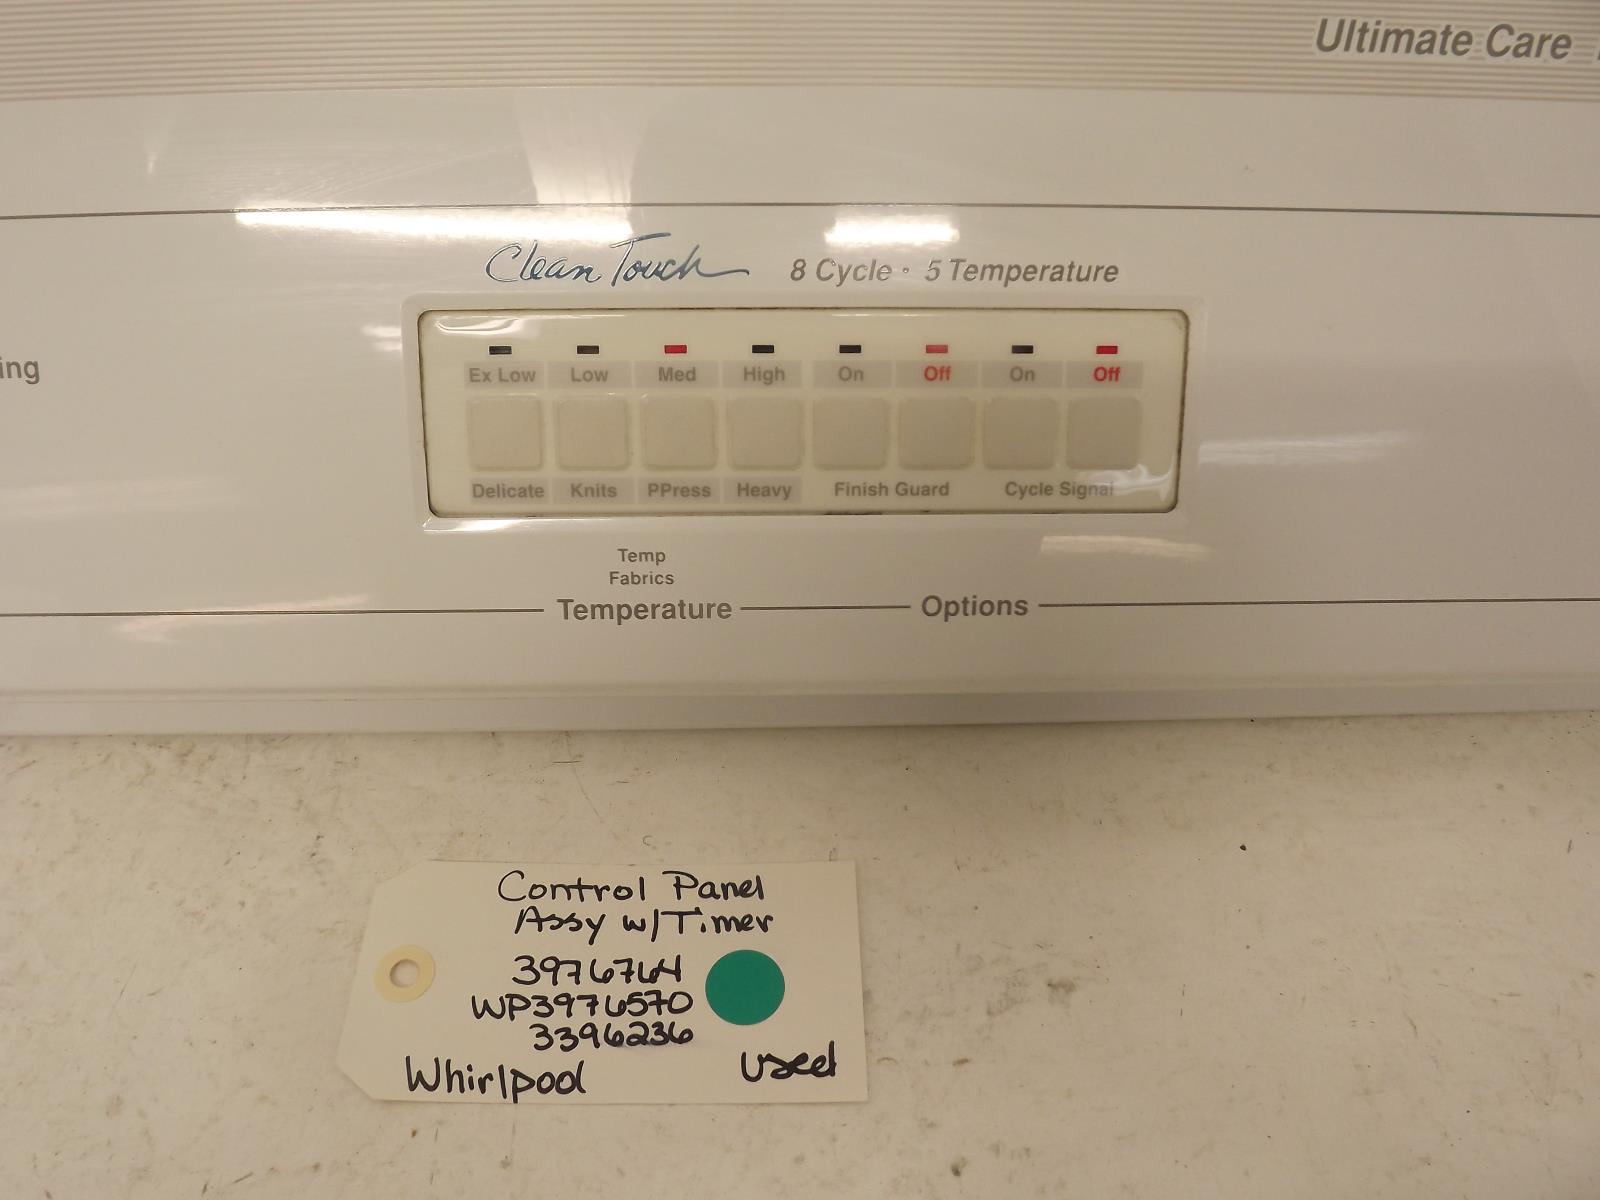 Ultimate Care
Clean Touch 8 Cycle • 5 Temperature
ing
Ex Low Low Med High On Off On Off
Delicate Knits PPress Heavy Finish Guard Cycle Signal
Temp
Fabrics
Temperature Options
Control Panel
Assy w/Timer
3976764
WP3976570
3396236
Whirlpool used